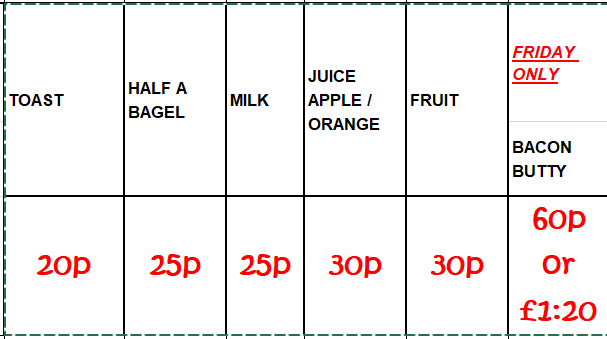 TOAST
HALF A
BAGEL
MILK
JUICE
APPLE /
ORANGE
FRUIT
FRIDAY
ONLY
BACON
BUTTY
20p
25p
25p
30p
30p
60p
or
£1:20